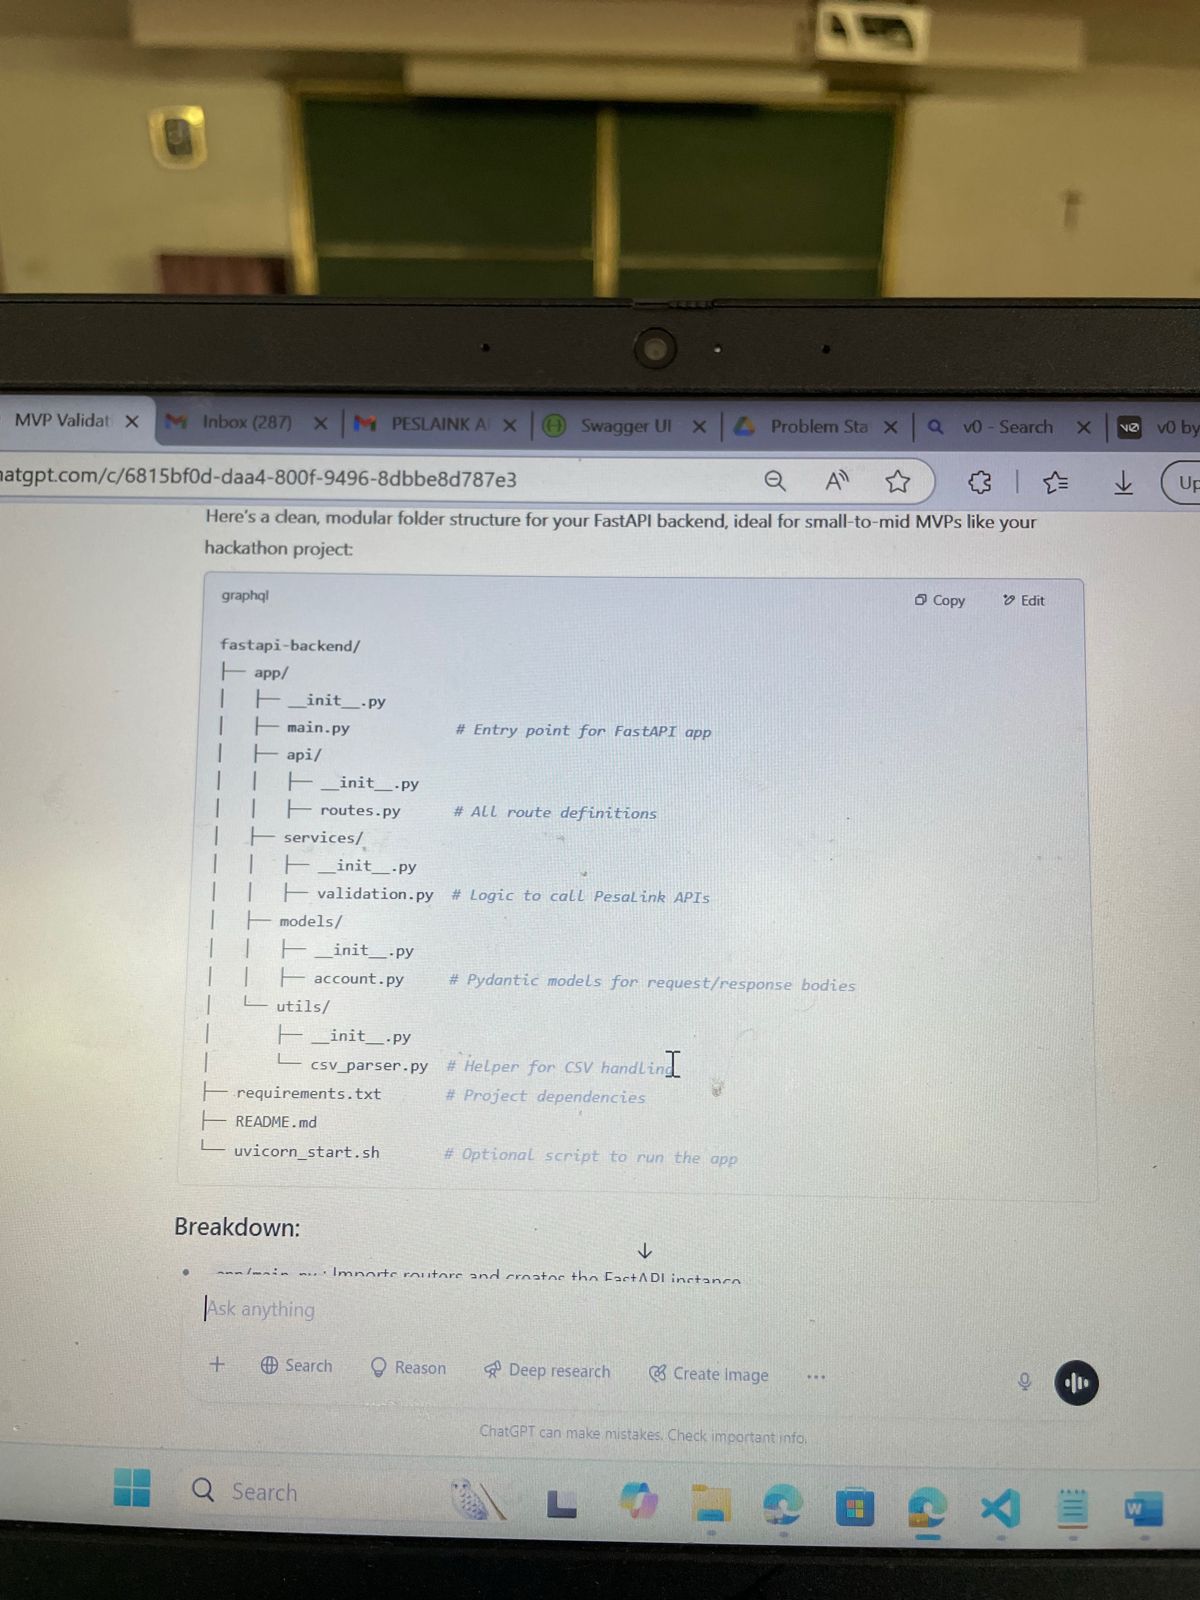 MVP Validat
Inbox (287)
PESLAINK A
Swagger UI
Problem Sta
v0 - Search
v0 by
hatgpt.com/c/6815bf0d-daa4-800f-9496-8dbbe8d787e3
Up
Here's a clean, modular folder structure for your FastAPI backend, ideal for small-to-mid MVPs like your
hackathon project:
graphql
Copy
Edit
fastapi-backend/
├─ app/
│ ├─ __init__.py
│ ├─ main.py # Entry point for FastAPI app
│ ├─ api/
│ │ ├─ __init__.py
│ │ ├─ routes.py # All route definitions
│ ├─ services/
│ │ ├─ __init__.py
│ │ ├─ validation.py # Logic to call PesaLink APIs
│ ├─ models/
│ │ ├─ __init__.py
│ │ ├─ account.py # Pydantic models for request/response bodies
│ └─ utils/
│ ├─ __init__.py
│ └─ csv_parser.py # Helper for CSV handling
├─ requirements.txt # Project dependencies
├─ README.md
└─ uvicorn_start.sh # Optional script to run the app
Breakdown:
• app/main.py : Imports routers and creates the FastAPI instance
Ask anything
Search
Reason
Deep research
Create image
ChatGPT can make mistakes. Check important info.
Search